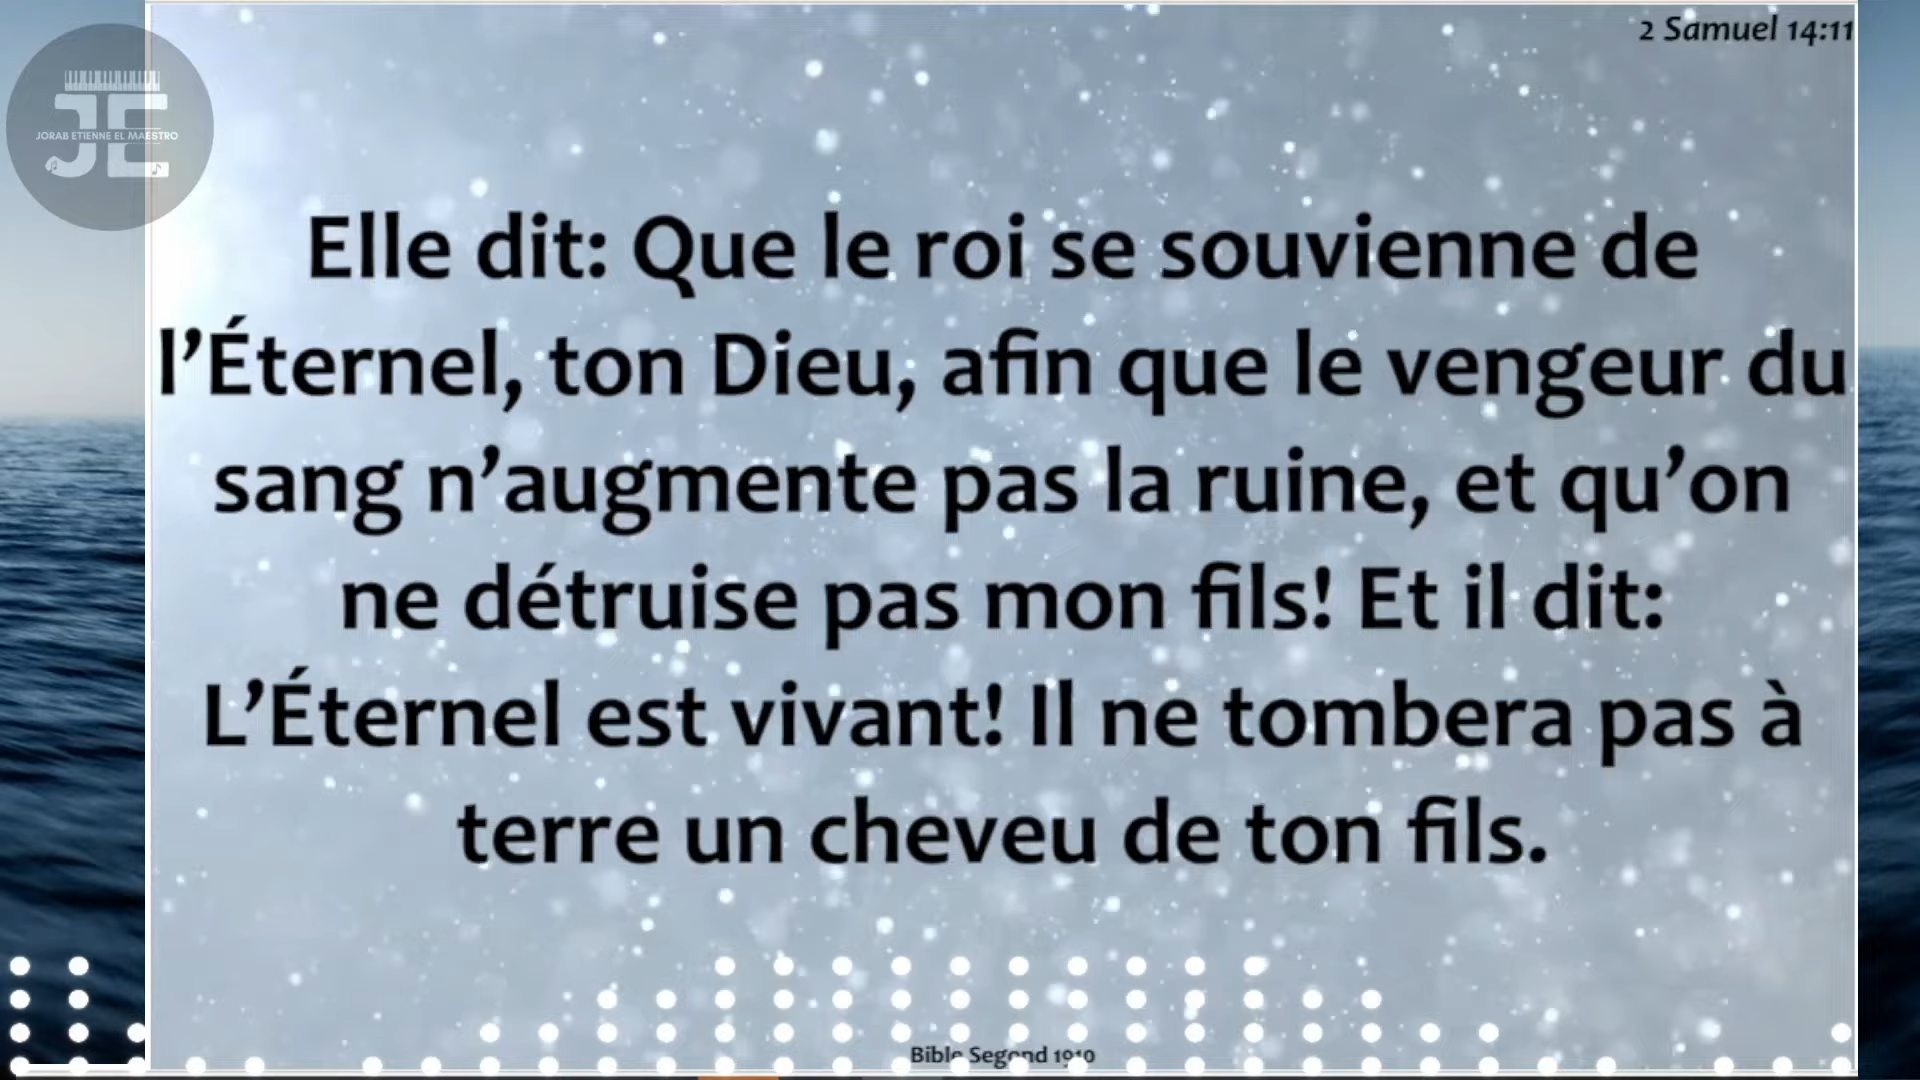 2 Samuel 14:11
JORAB ETIENNE EL MAESTRO
JE
Elle dit: Que le roi se souvienne de
l’Éternel, ton Dieu, afin que le vengeur du
sang n’augmente pas la ruine, et qu’on
ne détruise pas mon fils! Et il dit:
L’Éternel est vivant! Il ne tombera pas à
terre un cheveu de ton fils.
Bible Segond 1910